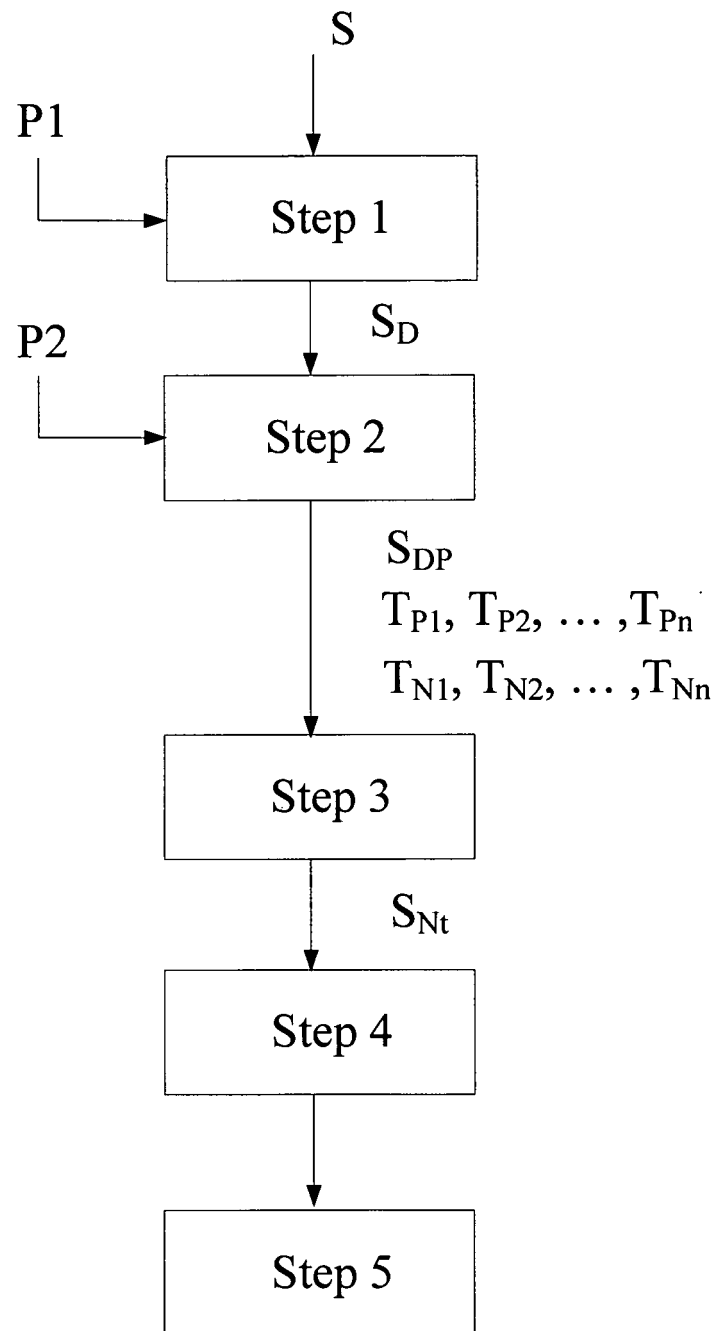 S
P1
Step 1
S_D
P2
Step 2
S_DP
T_P1, T_P2, … ,T_Pn
T_N1, T_N2, … ,T_Nn
Step 3
S_Nt
Step 4
Step 5